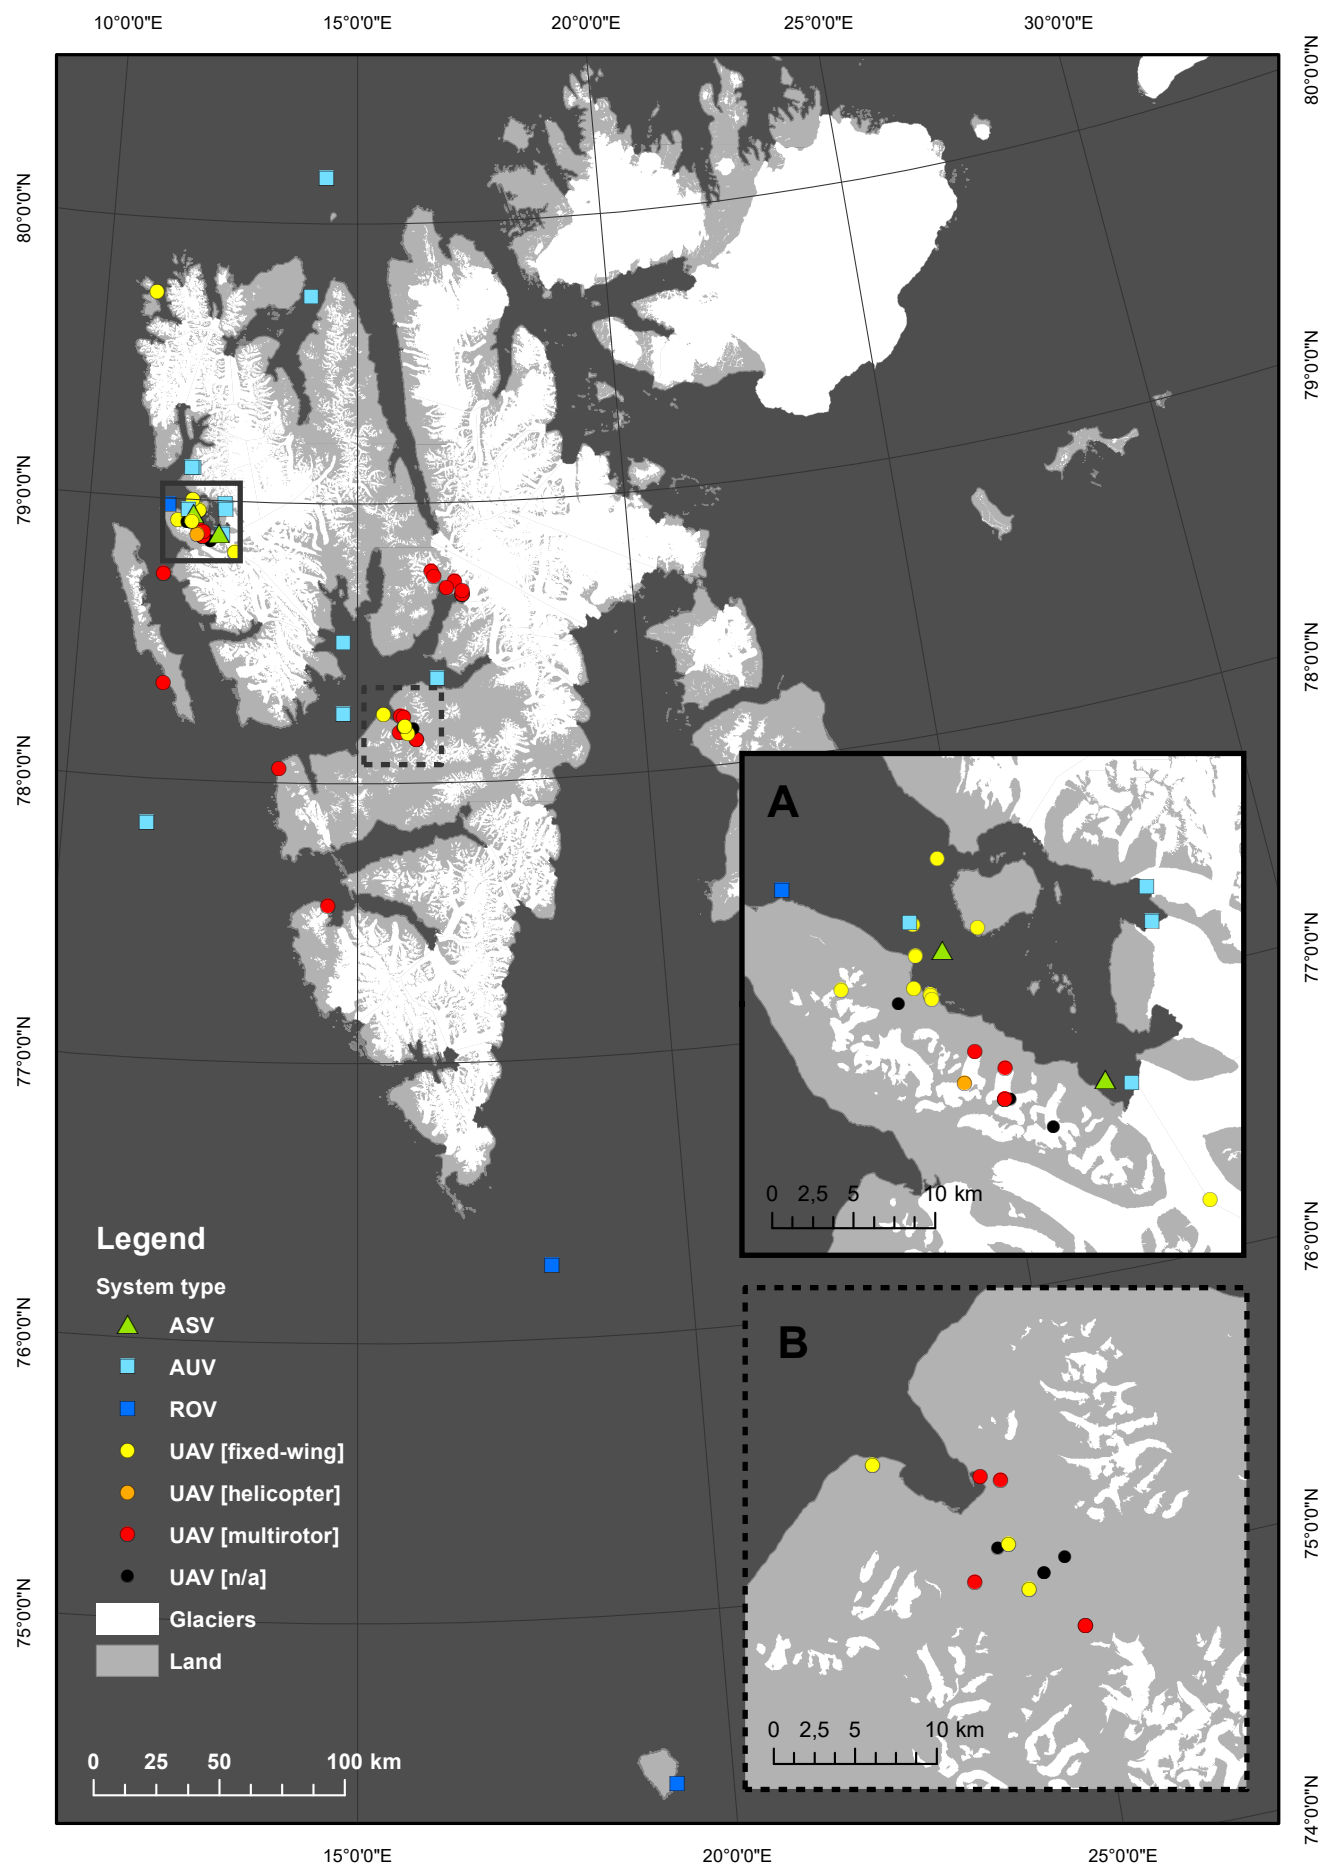 10°0'0"E 15°0'0"E 20°0'0"E 25°0'0"E 30°0'0"E
80°0'0"N
80°0'0"N
79°0'0"N
79°0'0"N
78°0'0"N
78°0'0"N
77°0'0"N
77°0'0"N
76°0'0"N
76°0'0"N
75°0'0"N
75°0'0"N
74°0'0"N
A
0 2,5 5 10 km
B
0 2,5 5 10 km
Legend
System type
ASV
AUV
ROV
UAV [fixed-wing]
UAV [helicopter]
UAV [multirotor]
UAV [n/a]
Glaciers
Land
0 25 50 100 km
15°0'0"E 20°0'0"E 25°0'0"E